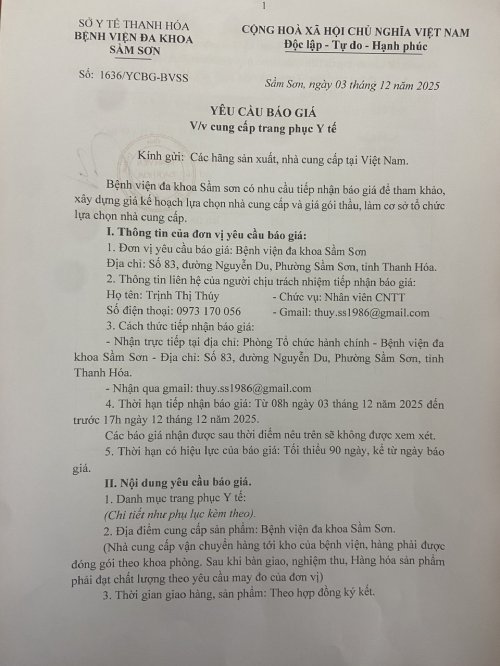 1
SỞ Y TẾ THANH HÓA
BỆNH VIỆN ĐA KHOA
SẦM SƠN
CỘNG HOÀ XÃ HỘI CHỦ NGHĨA VIỆT NAM
Độc lập - Tự do - Hạnh phúc
Số: 1636/YCBG-BVSS
Sầm Sơn, ngày 03 tháng 12 năm 2025
YÊU CẦU BÁO GIÁ
V/v cung cấp trang phục Y tế
Kính gửi: Các hãng sản xuất, nhà cung cấp tại Việt Nam.
Bệnh viện đa khoa Sầm sơn có nhu cầu tiếp nhận báo giá để tham khảo,
xây dựng giá kế hoạch lựa chọn nhà cung cấp và giá gói thầu, làm cơ sở tổ chức
lựa chọn nhà cung cấp.
I. Thông tin của đơn vị yêu cầu báo giá:
1. Đơn vị yêu cầu báo giá: Bệnh viện đa khoa Sầm Sơn
Địa chỉ: Số 83, đường Nguyễn Du, Phường Sầm Sơn, tỉnh Thanh Hóa.
2. Thông tin liên hệ của người chịu trách nhiệm tiếp nhận báo giá:
Họ tên: Trịnh Thị Thúy - Chức vụ: Nhân viên CNTT
Số điện thoại: 0973 170 056 - Gmail: thuy.ss1986@gmail.com
3. Cách thức tiếp nhận báo giá:
- Nhận trực tiếp tại địa chỉ: Phòng Tổ chức hành chính - Bệnh viện đa
khoa Sầm Sơn - Địa chỉ: Số 83, đường Nguyễn Du, Phường Sầm Sơn, tỉnh
Thanh Hóa.
- Nhận qua gmail: thuy.ss1986@gmail.com
4. Thời hạn tiếp nhận báo giá: Từ 08h ngày 03 tháng 12 năm 2025 đến
trước 17h ngày 12 tháng 12 năm 2025.
Các báo giá nhận được sau thời điểm nêu trên sẽ không được xem xét.
5. Thời hạn có hiệu lực của báo giá: Tối thiểu 90 ngày, kể từ ngày báo
giá.
II. Nội dung yêu cầu báo giá.
1. Danh mục trang phục Y tế:
(Chi tiết như phụ lục kèm theo).
2. Địa điểm cung cấp sản phẩm: Bệnh viện đa khoa Sầm Sơn.
(Nhà cung cấp vận chuyển hàng tới kho của bệnh viện, hàng phải được
đóng gói theo khoa phòng. Sau khi bàn giao, nghiệm thu, Hàng hóa sản phẩm
phải đạt chất lượng theo yêu cầu may đo của đơn vị)
3. Thời gian giao hàng, sản phẩm: Theo hợp đồng ký kết.